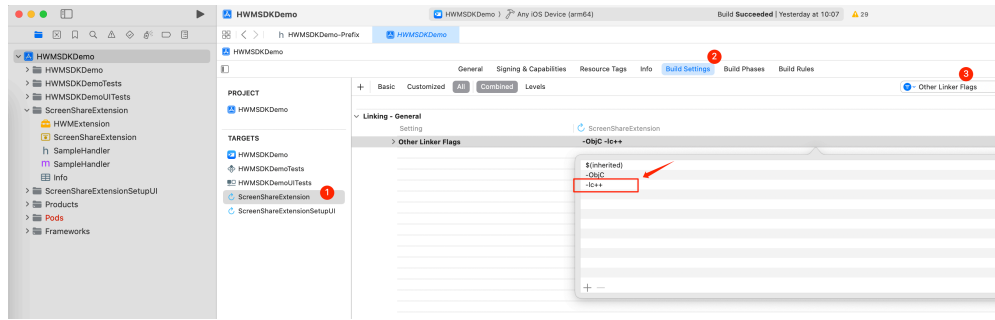 HWMSDKDemo
HWMSDKDemo
HWMSDKDemoTests
HWMSDKDemoUITests
ScreenShareExtension
HWMExtension
ScreenShareExtension
SampleHandler
SampleHandler
Info
ScreenShareExtensionSetupUI
Products
Pods
Frameworks
HWMSDKDemo
HWMSDKDemo ) Any iOS Device (arm64)
Build Succeeded | Yesterday at 10:07
29
h HWMSDKDemo-Prefix
HWMSDKDemo
HWMSDKDemo
2
General Signing & Capabilities Resource Tags Info Build Settings Build Phases Build Rules
3
PROJECT
HWMSDKDemo
TARGETS
HWMSDKDemo
HWMSDKDemoTests
HWMSDKDemoUITests
ScreenShareExtension
1
ScreenShareExtensionSetupUI
+ Basic Customized All Combined Levels
Other Linker Flags
Linking - General
Setting
ScreenShareExtension
Other Linker Flags
-ObjC -lc++
$(inherited)
-ObjC
-lc++
+ —